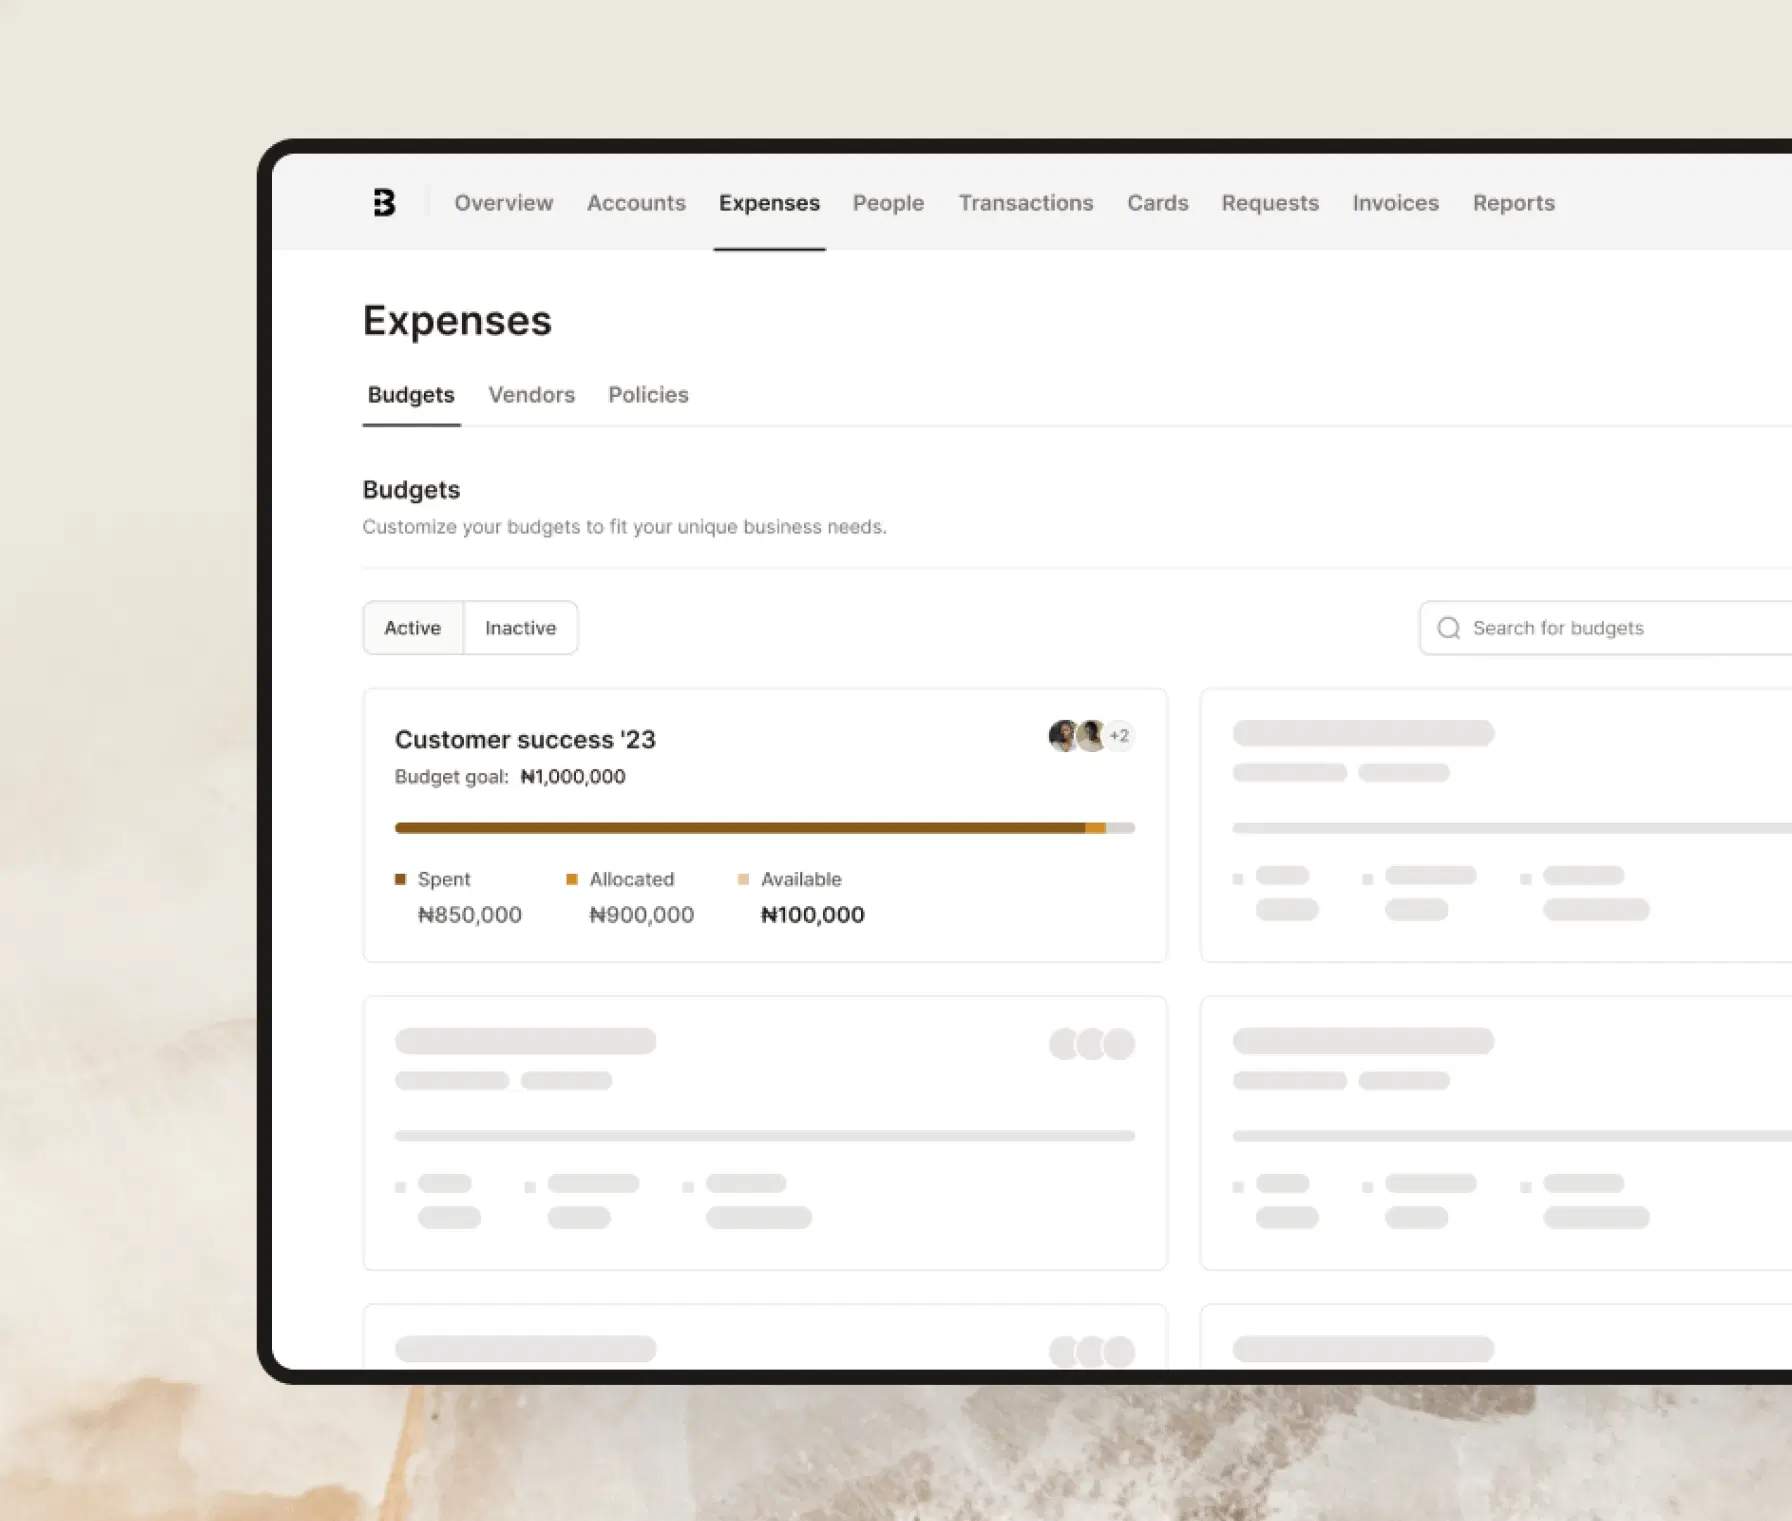 B Overview Accounts Expenses People Transactions Cards Requests Invoices Reports
Expenses
Budgets Vendors Policies
Budgets
Customize your budgets to fit your unique business needs.
Active Inactive Search for budgets
Customer success '23 +2
Budget goal: ₦1,000,000
Spent Allocated Available
₦850,000 ₦900,000 ₦100,000